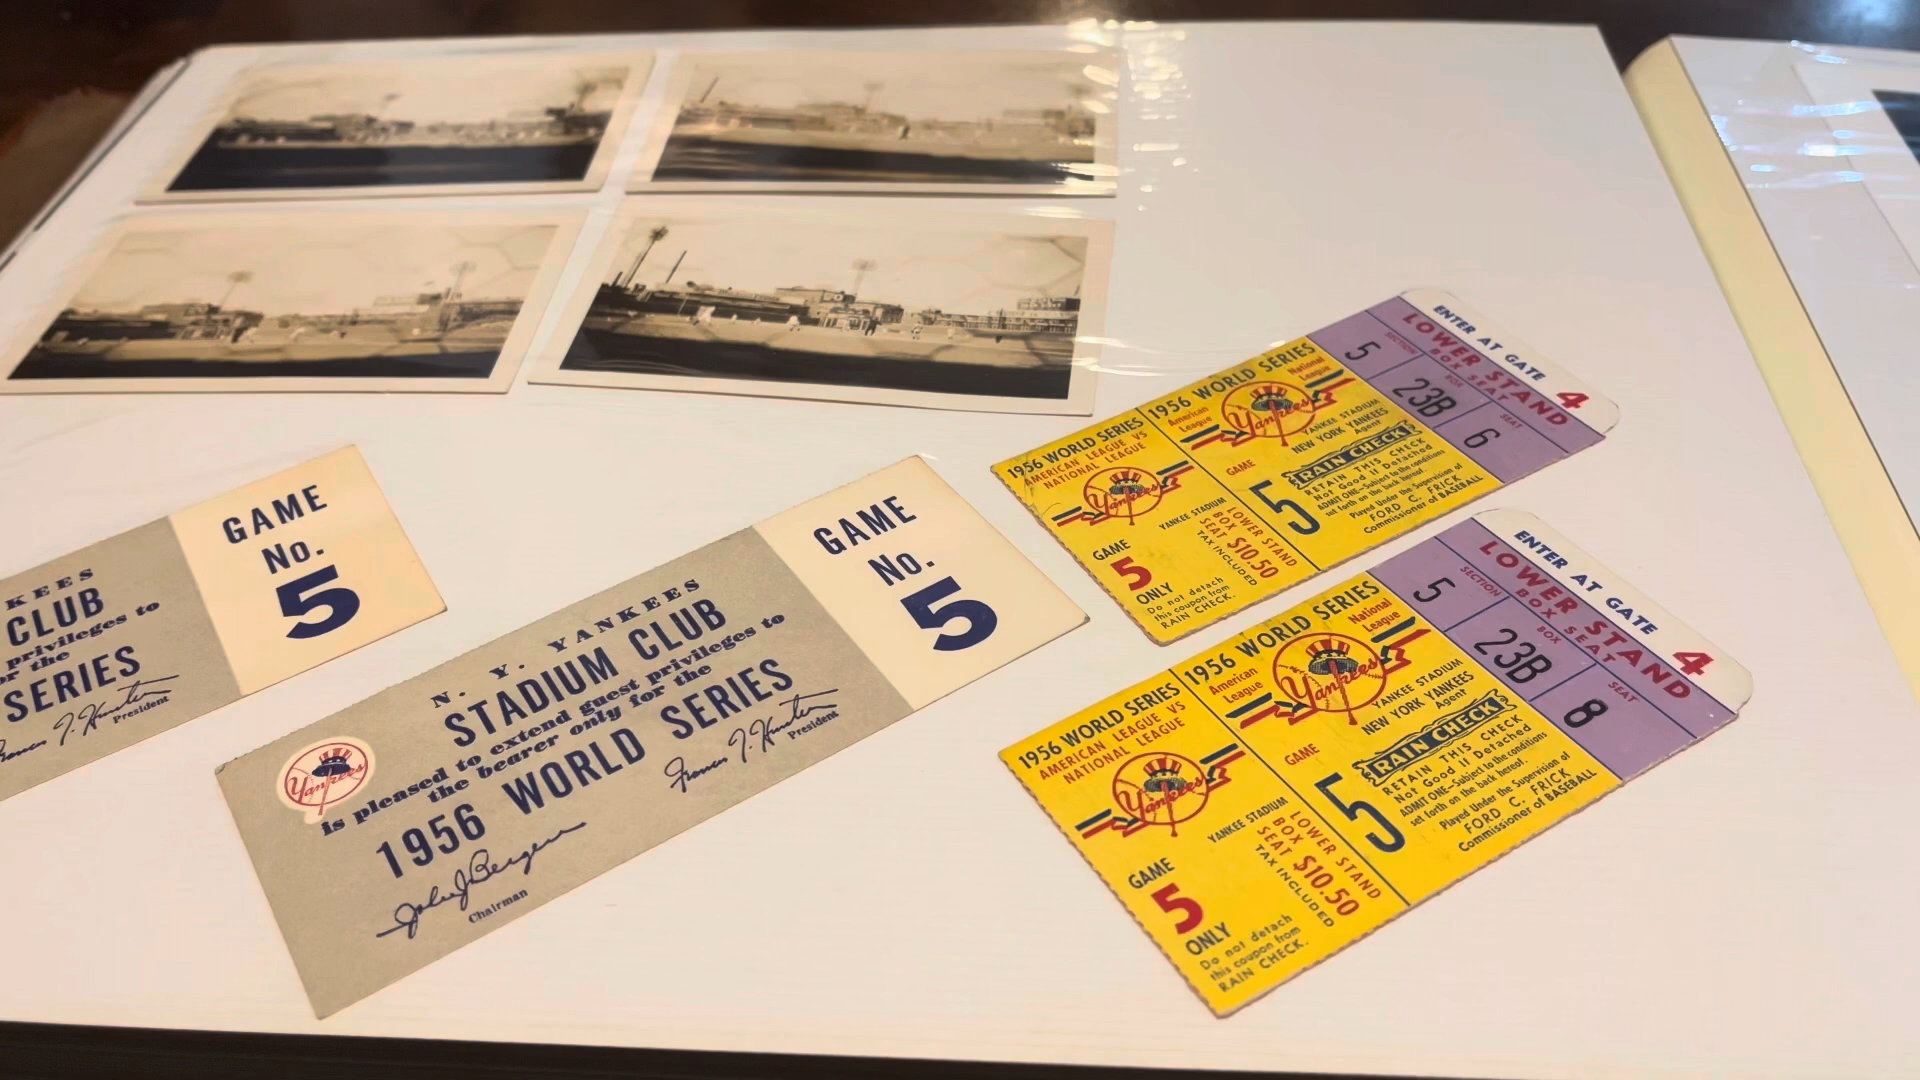 KEES
CLUB
privileges to
the
SERIES
President
GAME
No.
5
N. Y. YANKEES
STADIUM CLUB
is pleased to extend guest privileges to
the bearer only for the
1956 WORLD SERIES
Yankees
John J. Bergen
Chairman
Francis J. Hunter
President
GAME
No.
5
1956 WORLD SERIES
AMERICAN LEAGUE VS
NATIONAL LEAGUE
Yankees
YANKEE STADIUM
GAME
5
ONLY
LOWER STAND
BOX
SEAT $10.50
TAX INCLUDED
Do not detach
this coupon from
RAIN CHECK.
1956 WORLD SERIES
American
League
National
League
Yankees
YANKEE STADIUM
NEW YORK YANKEES
Agent
GAME
5
RAIN CHECK
RETAIN THIS CHECK
Not Good If Detached
ADMIT ONE—Subject to the conditions
set forth on the back hereof.
Played Under the Supervision of
FORD C. FRICK
Commissioner of BASEBALL
5
SECTION
23B
BOX
6
SEAT
LOWER STAND
BOX SEAT
ENTER AT GATE 4
1956 WORLD SERIES
AMERICAN LEAGUE VS
NATIONAL LEAGUE
Yankees
YANKEE STADIUM
GAME
5
ONLY
LOWER STAND
BOX
SEAT $10.50
TAX INCLUDED
Do not detach
this coupon from
RAIN CHECK.
1956 WORLD SERIES
American
League
National
League
Yankees
YANKEE STADIUM
NEW YORK YANKEES
Agent
GAME
5
RAIN CHECK
RETAIN THIS CHECK
Not Good If Detached
ADMIT ONE—Subject to the conditions
set forth on the back hereof.
Played Under the Supervision of
FORD C. FRICK
Commissioner of BASEBALL
5
SECTION
23B
BOX
8
SEAT
LOWER STAND
BOX SEAT
ENTER AT GATE 4